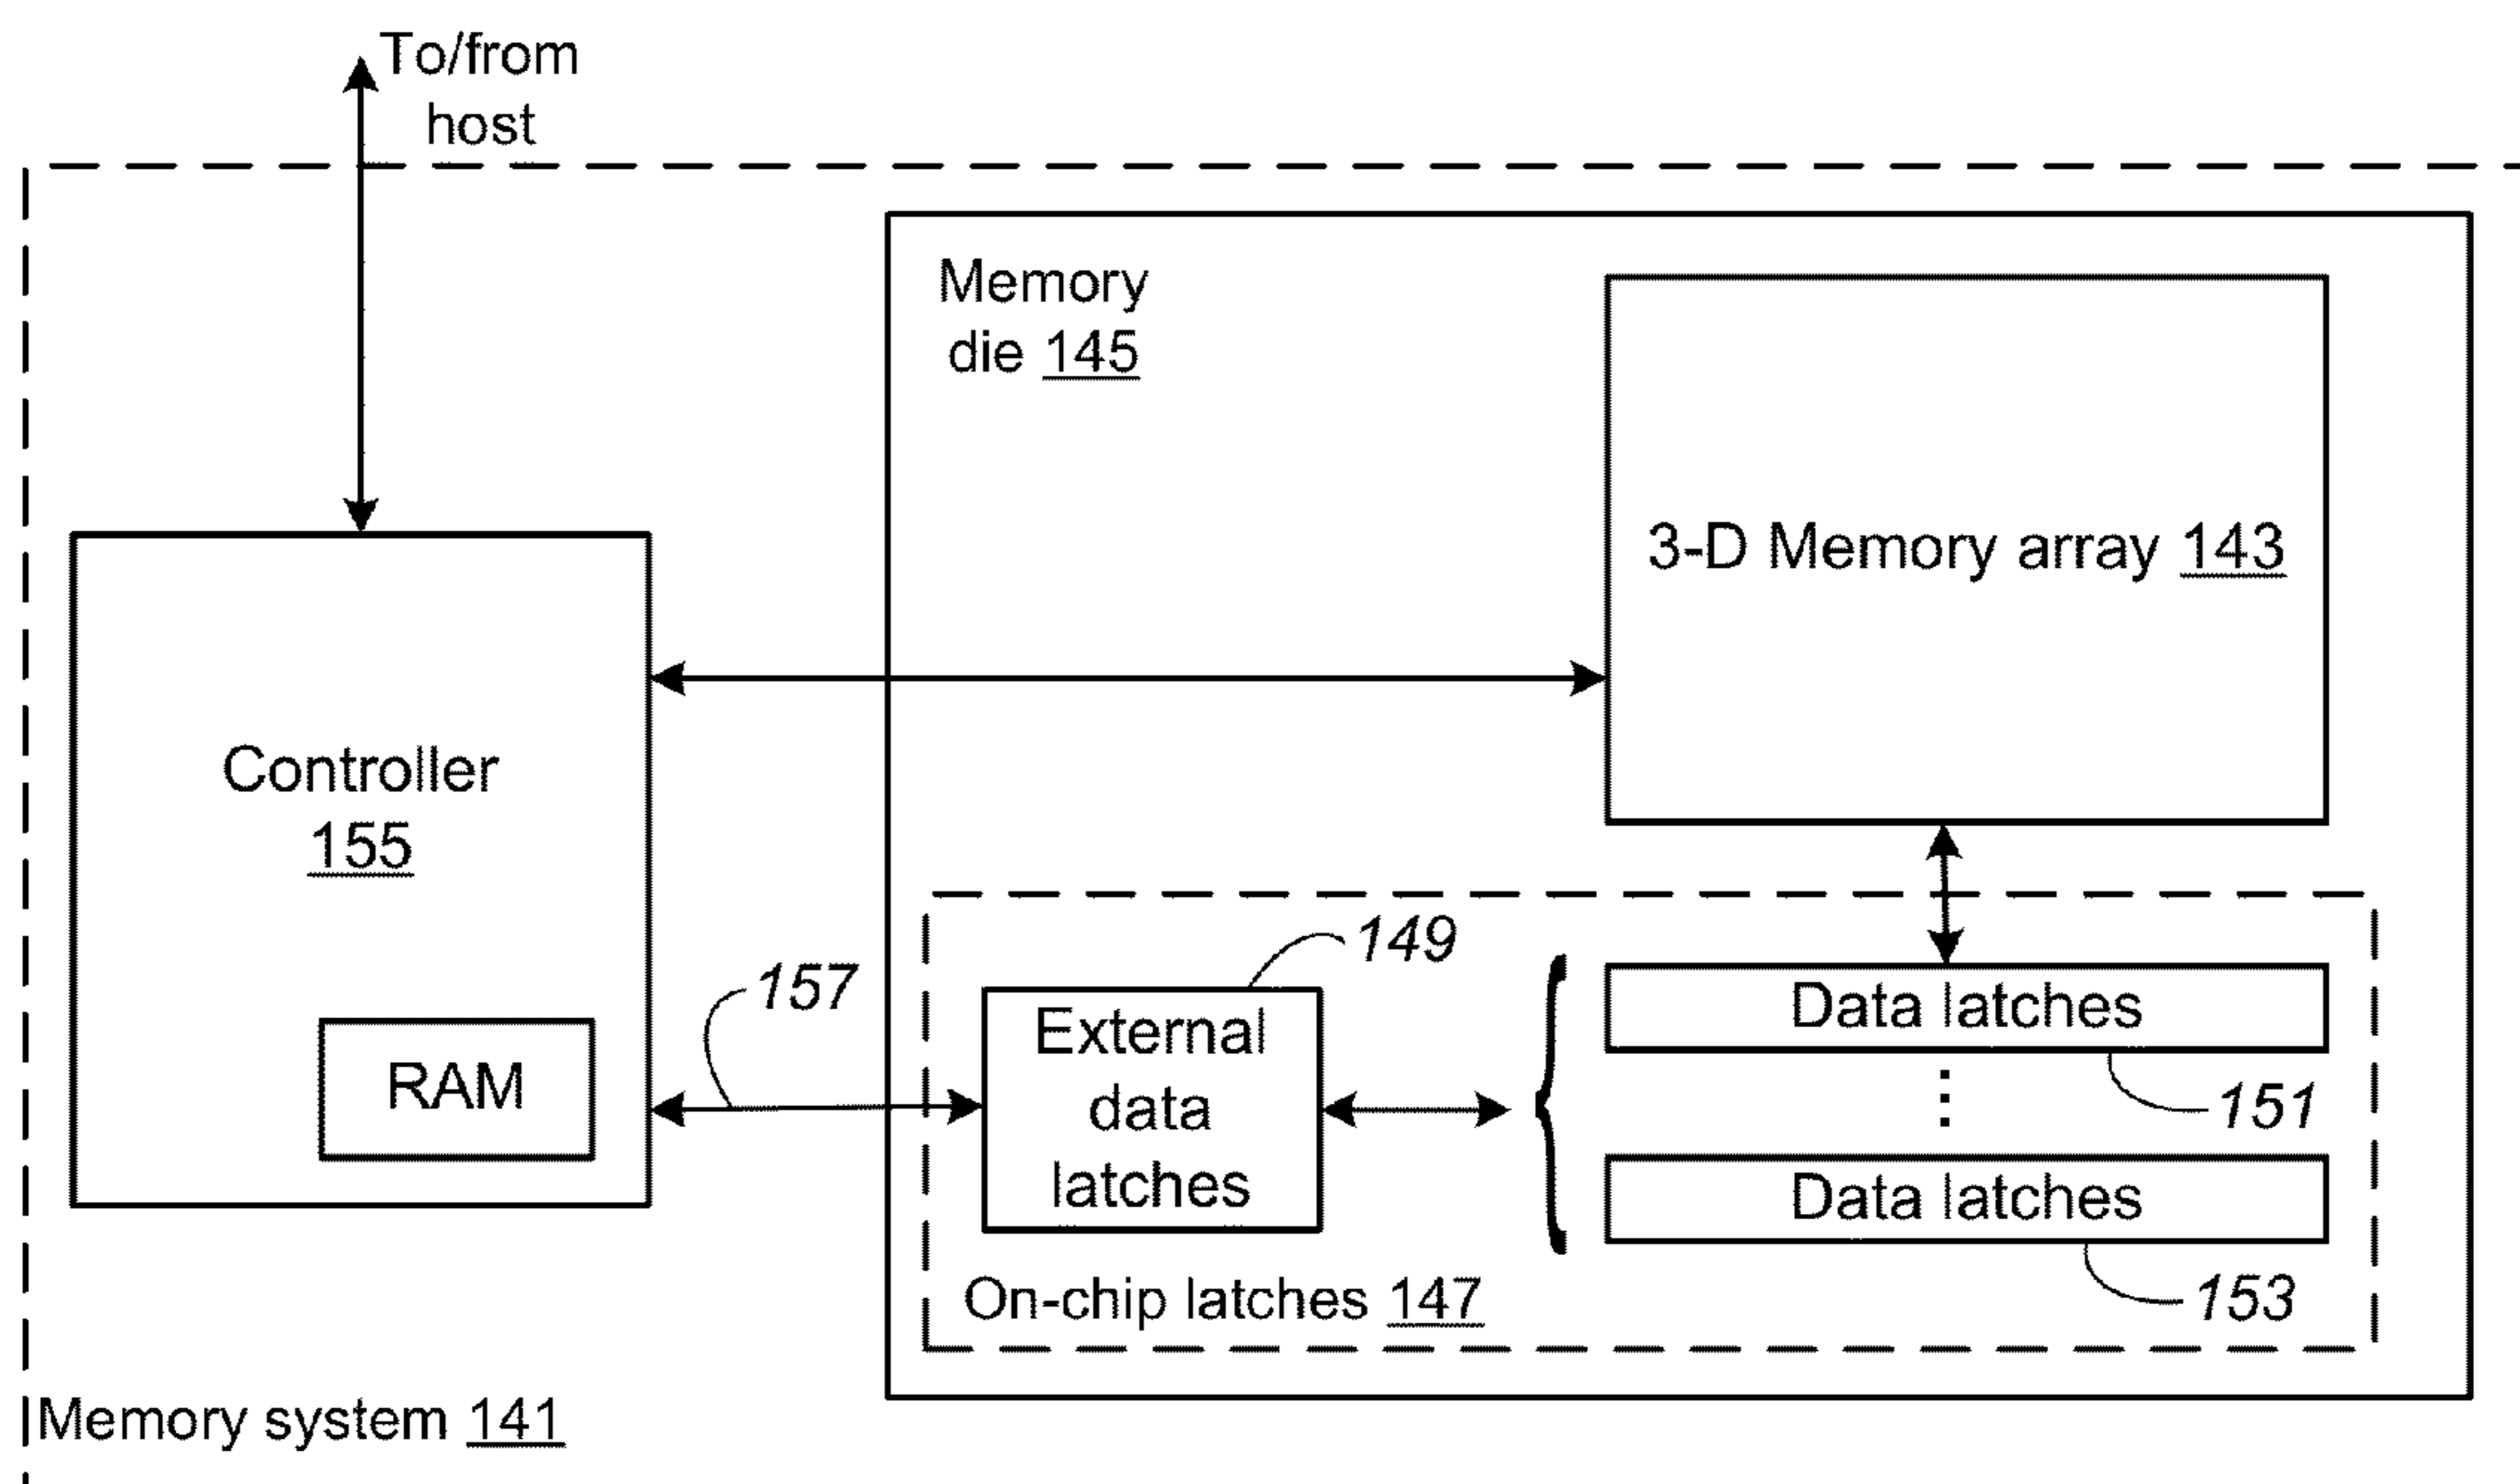 To/from
host
Memory
die 145
3-D Memory array 143
Controller
155
RAM
157
149
External
data
latches
Data latches
151
Data latches
153
On-chip latches 147
Memory system 141